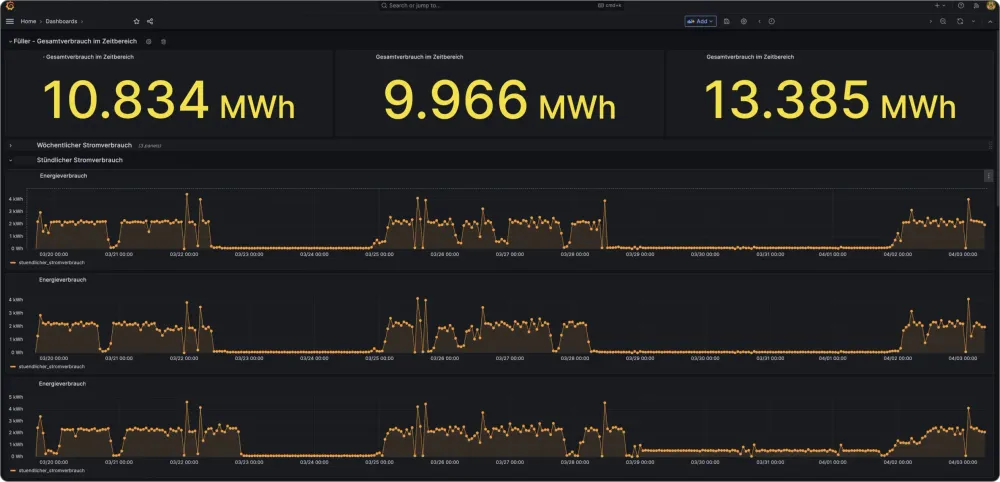 Search or jump to...
cmd+k
Home › Dashboards ›
Add
Füller - Gesamtverbrauch im Zeitbereich
Gesamtverbrauch im Zeitbereich
10.834 MWh
Gesamtverbrauch im Zeitbereich
9.966 MWh
Gesamtverbrauch im Zeitbereich
13.385 MWh
Wöchentlicher Stromverbrauch (3 panels)
Stündlicher Stromverbrauch
Energieverbrauch
4 kWh
3 kWh
2 kWh
1 kWh
0 Wh
03/20 00:00 03/21 00:00 03/22 00:00 03/23 00:00 03/24 00:00 03/25 00:00 03/26 00:00 03/27 00:00 03/28 00:00 03/29 00:00 03/30 00:00 03/31 00:00 04/01 00:00 04/02 00:00 04/03 00:00
stuendlicher_stromverbrauch
Energieverbrauch
4 kWh
3 kWh
2 kWh
1 kWh
0 Wh
03/20 00:00 03/21 00:00 03/22 00:00 03/23 00:00 03/24 00:00 03/25 00:00 03/26 00:00 03/27 00:00 03/28 00:00 03/29 00:00 03/30 00:00 03/31 00:00 04/01 00:00 04/02 00:00 04/03 00:00
stuendlicher_stromverbrauch
Energieverbrauch
5 kWh
4 kWh
3 kWh
2 kWh
1 kWh
0 Wh
03/20 00:00 03/21 00:00 03/22 00:00 03/23 00:00 03/24 00:00 03/25 00:00 03/26 00:00 03/27 00:00 03/28 00:00 03/29 00:00 03/30 00:00 03/31 00:00 04/01 00:00 04/02 00:00 04/03 00:00
stuendlicher_stromverbrauch